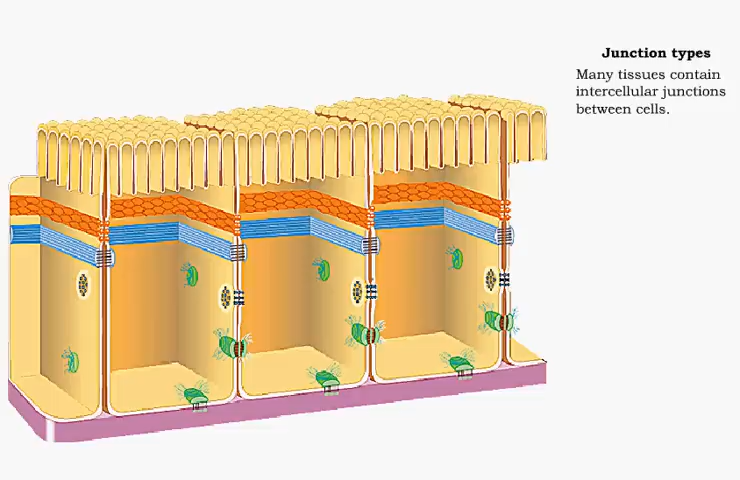 Junction types
Many tissues contain
intercellular junctions
between cells.